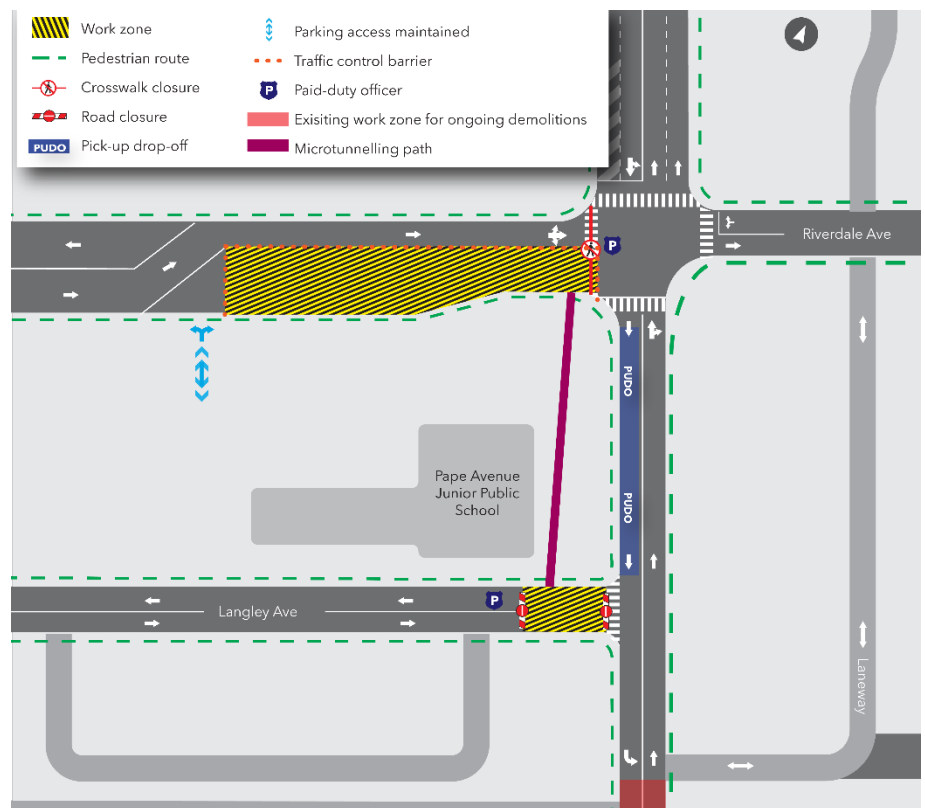 Work zone
Pedestrian route
Crosswalk closure
Road closure
PUDO Pick-up drop-off
Parking access maintained
Traffic control barrier
P Paid-duty officer
Exisiting work zone for ongoing demolitions
Microtunnelling path
P
Riverdale Ave
PUDO
Pape Avenue
Junior Public
School
PUDO
P
Langley Ave
Laneway